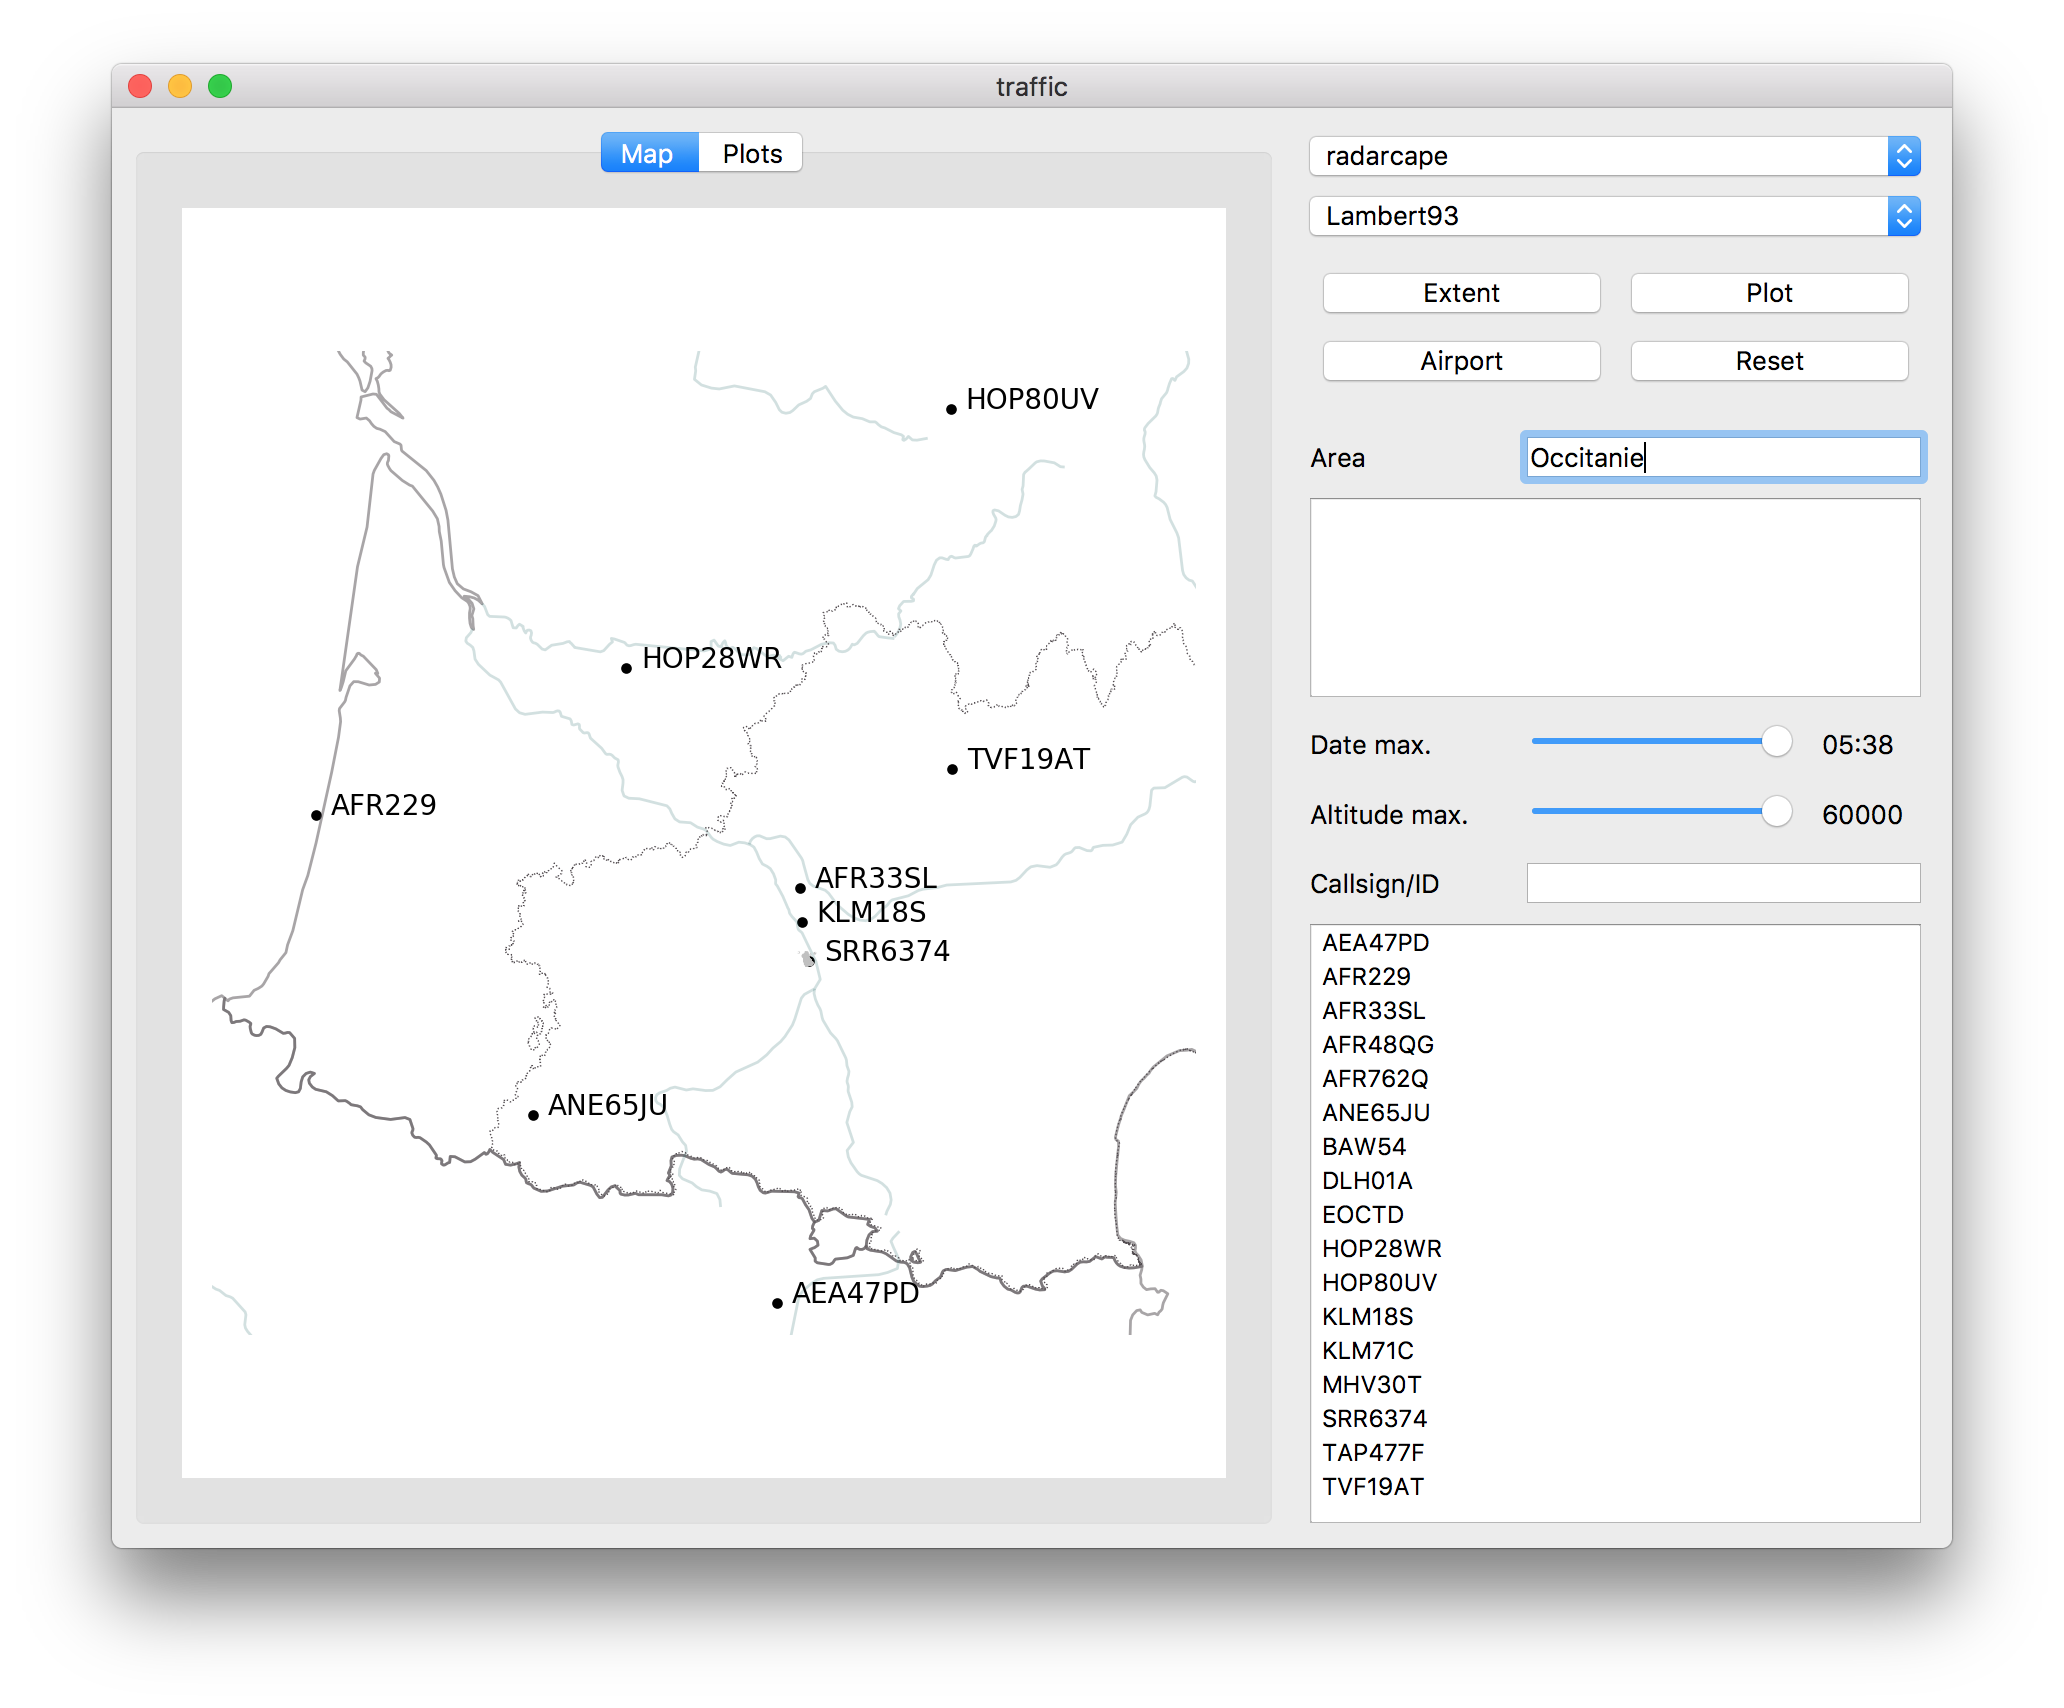 traffic
Map Plots
radarcape
Lambert93
Extent Plot
Airport Reset
Area Occitanie
Date max. 05:38
Altitude max. 60000
Callsign/ID
AEA47PD
AFR229
AFR33SL
AFR48QG
AFR762Q
ANE65JU
BAW54
DLH01A
EOCTD
HOP28WR
HOP80UV
KLM18S
KLM71C
MHV30T
SRR6374
TAP477F
TVF19AT
HOP80UV
HOP28WR
TVF19AT
AFR229
AFR33SL
KLM18S
SRR6374
ANE65JU
AEA47PD